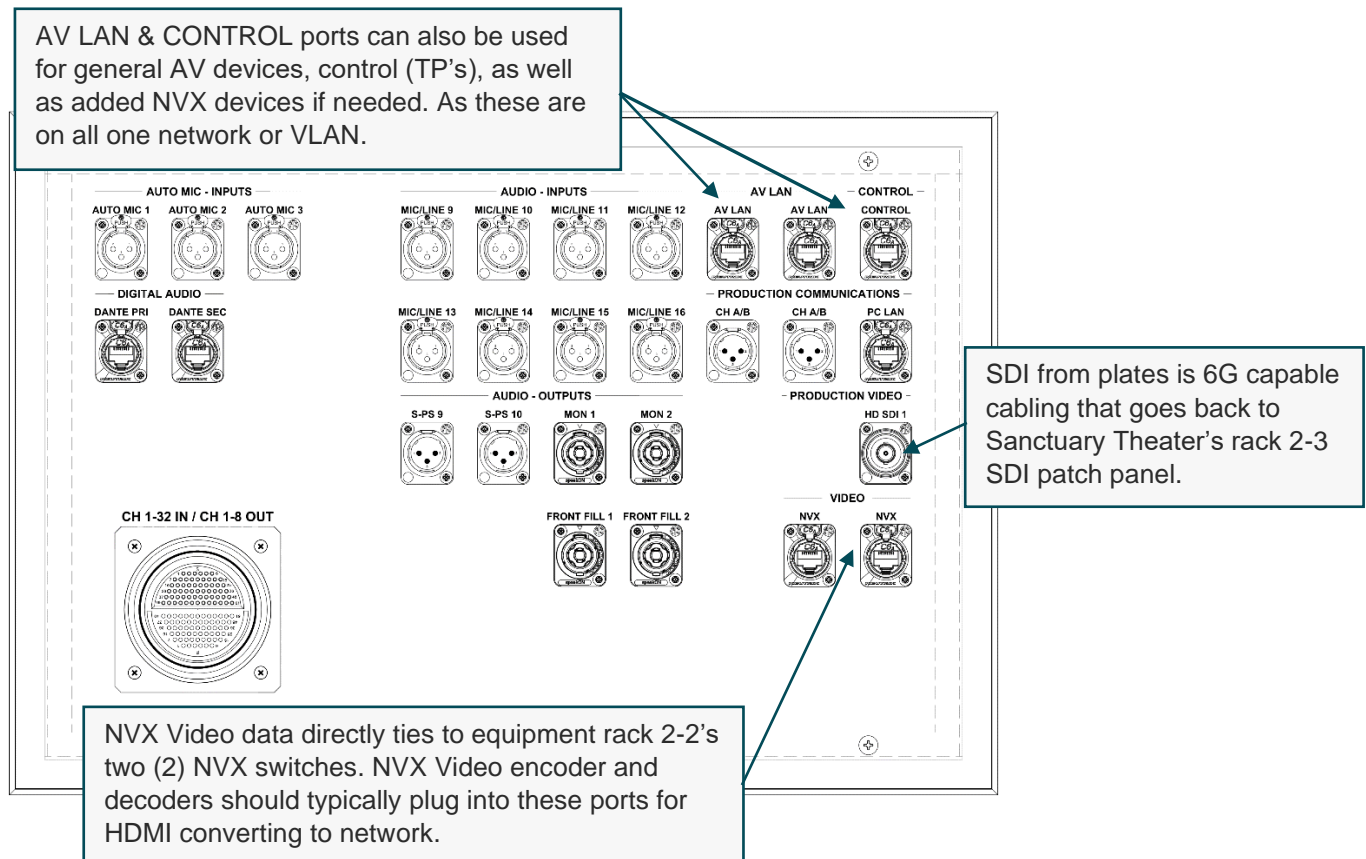 AV LAN & CONTROL ports can also be used
for general AV devices, control (TP's), as well
as added NVX devices if needed. As these are
on all one network or VLAN.
AUTO MIC - INPUTS
AUTO MIC 1 AUTO MIC 2 AUTO MIC 3
AUDIO - INPUTS
MIC/LINE 9 MIC/LINE 10 MIC/LINE 11 MIC/LINE 12
AV LAN
AV LAN AV LAN
CONTROL
CONTROL
DIGITAL AUDIO
DANTE PRI DANTE SEC
MIC/LINE 13 MIC/LINE 14 MIC/LINE 15 MIC/LINE 16
PRODUCTION COMMUNICATIONS
CH A/B CH A/B PC LAN
AUDIO - OUTPUTS
S-PS 9 S-PS 10 MON 1 MON 2
PRODUCTION VIDEO
HD SDI 1
SDI from plates is 6G capable
cabling that goes back to
Sanctuary Theater's rack 2-3
SDI patch panel.
CH 1-32 IN / CH 1-8 OUT
FRONT FILL 1 FRONT FILL 2
VIDEO
NVX NVX
NVX Video data directly ties to equipment rack 2-2's
two (2) NVX switches. NVX Video encoder and
decoders should typically plug into these ports for
HDMI converting to network.